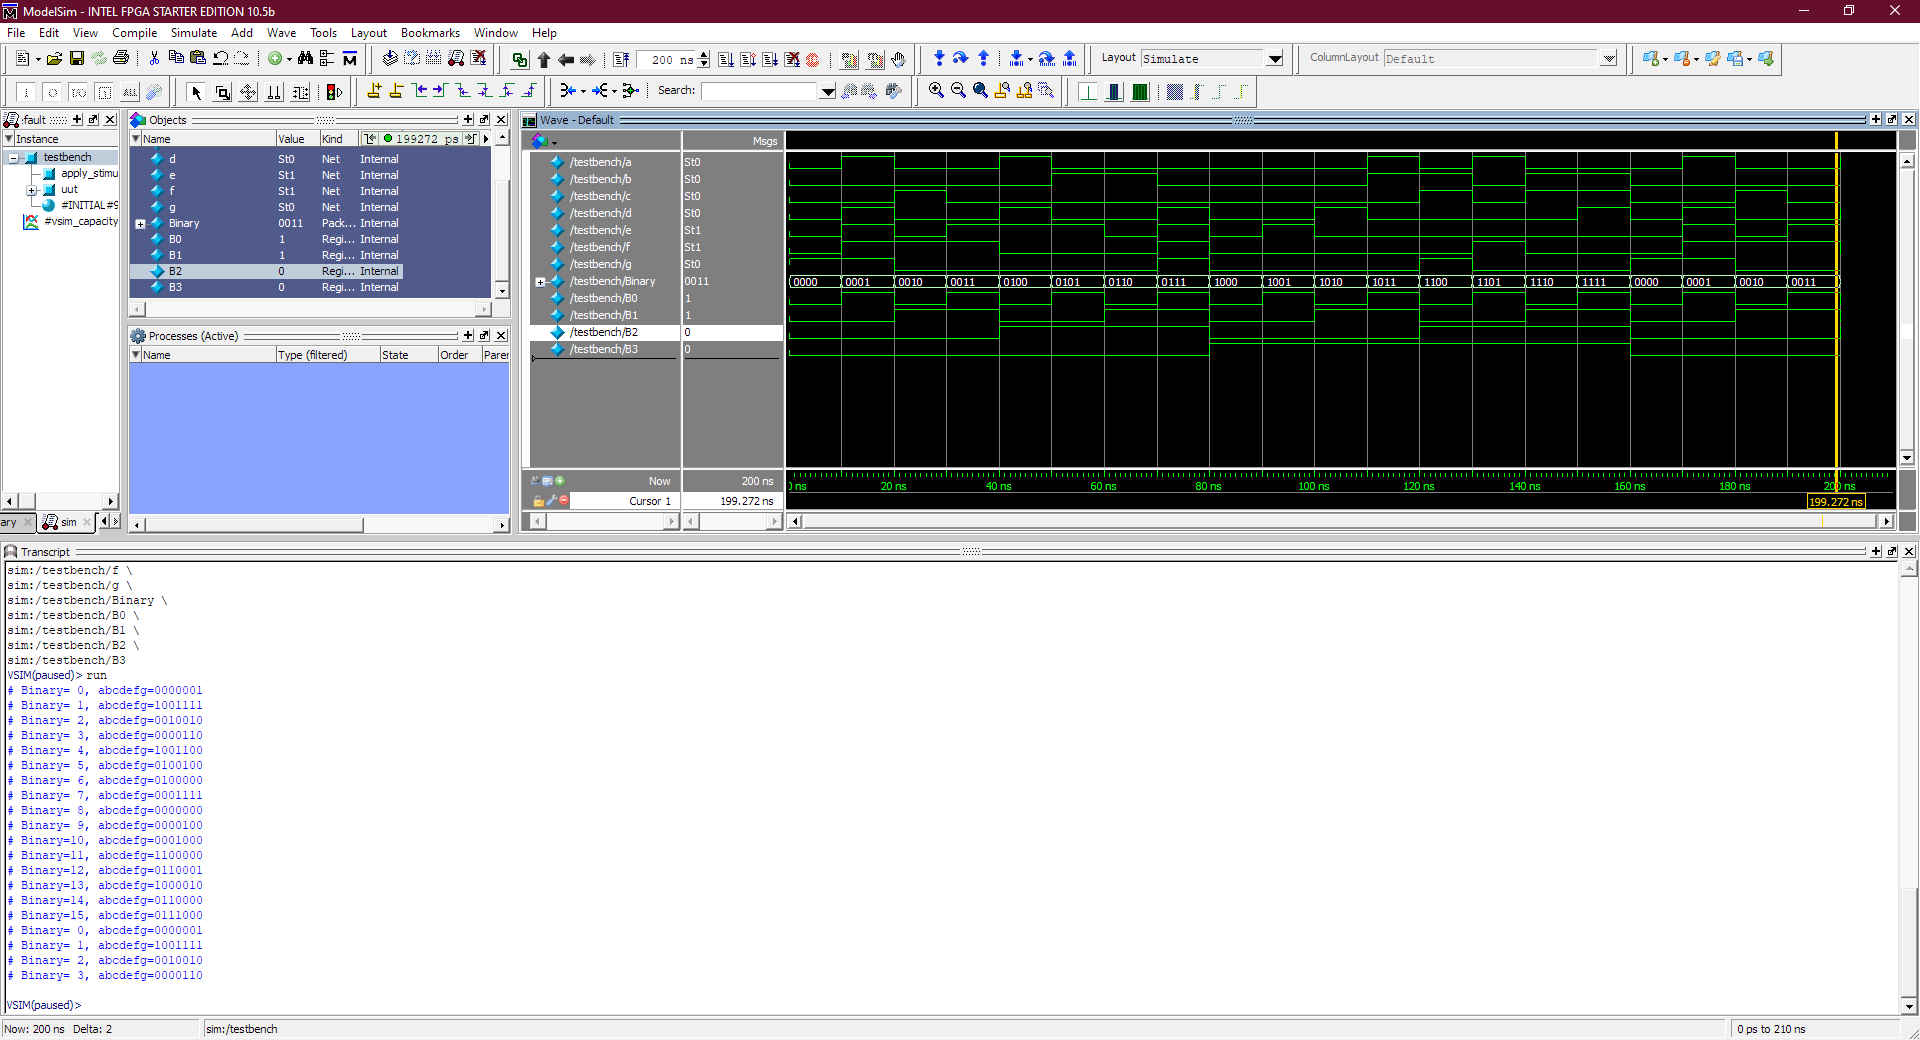 ModelSim - INTEL FPGA STARTER EDITION 10.5b
File Edit View Compile Simulate Add Wave Tools Layout Bookmarks Window Help
200 ns
Layout Simulate
ColumnLayout Default
ALL
Search:
:fault
Instance
testbench
apply_stimu
uut
#INITIAL#9
#vsim_capacity
ary
sim
Objects
Name Value Kind 199272 ps
d St0 Net Internal
e St1 Net Internal
f St1 Net Internal
g St0 Net Internal
Binary 0011 Pack... Internal
B0 1 Regi... Internal
B1 1 Regi... Internal
B2 0 Regi... Internal
B3 0 Regi... Internal
Processes (Active)
Name Type (filtered) State Order Parer
Wave - Default
Msgs
/testbench/a St0
/testbench/b St0
/testbench/c St0
/testbench/d St0
/testbench/e St1
/testbench/f St1
/testbench/g St0
/testbench/Binary 0011 0000 0001 0010 0011 0100 0101 0110 0111 1000 1001 1010 1011 1100 1101 1110 1111 0000 0001 0010 0011
/testbench/B0 1
/testbench/B1 1
/testbench/B2 0
/testbench/B3 0
Now 200 ns
ns 20 ns 40 ns 60 ns 80 ns 100 ns 120 ns 140 ns 160 ns 180 ns 200 ns
Cursor 1 199.272 ns
199.272 ns
Transcript
sim:/testbench/f \
sim:/testbench/g \
sim:/testbench/Binary \
sim:/testbench/B0 \
sim:/testbench/B1 \
sim:/testbench/B2 \
sim:/testbench/B3
VSIM(paused)> run
# Binary= 0, abcdefg=0000001
# Binary= 1, abcdefg=1001111
# Binary= 2, abcdefg=0010010
# Binary= 3, abcdefg=0000110
# Binary= 4, abcdefg=1001100
# Binary= 5, abcdefg=0100100
# Binary= 6, abcdefg=0100000
# Binary= 7, abcdefg=0001111
# Binary= 8, abcdefg=0000000
# Binary= 9, abcdefg=0000100
# Binary=10, abcdefg=0001000
# Binary=11, abcdefg=1100000
# Binary=12, abcdefg=0110001
# Binary=13, abcdefg=1000010
# Binary=14, abcdefg=0110000
# Binary=15, abcdefg=0111000
# Binary= 0, abcdefg=0000001
# Binary= 1, abcdefg=1001111
# Binary= 2, abcdefg=0010010
# Binary= 3, abcdefg=0000110
VSIM(paused)>
Now: 200 ns Delta: 2
sim:/testbench
0 ps to 210 ns